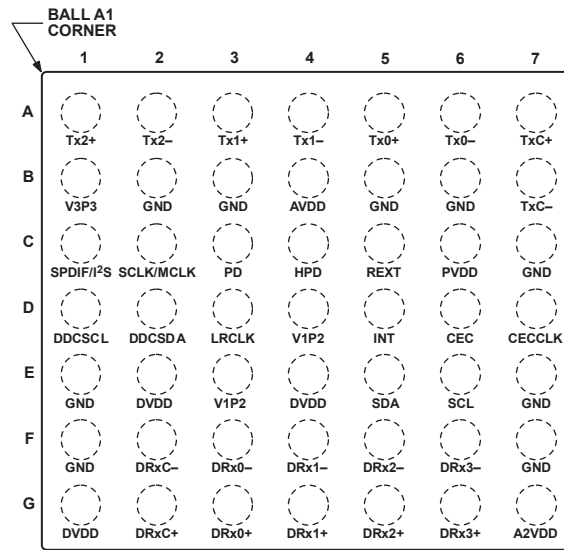 BALL A1
CORNER
1 2 3 4 5 6 7
A
Tx2+ Tx2– Tx1+ Tx1– Tx0+ Tx0– TxC+
B
V3P3 GND GND AVDD GND GND TxC–
C
SPDIF/I²S SCLK/MCLK PD HPD REXT PVDD GND
D
DDCSCL DDCSDA LRCLK V1P2 INT CEC CECCLK
E
GND DVDD V1P2 DVDD SDA SCL GND
F
GND DRxC– DRx0– DRx1– DRx2– DRx3– GND
G
DVDD DRxC+ DRx0+ DRx1+ DRx2+ DRx3+ A2VDD